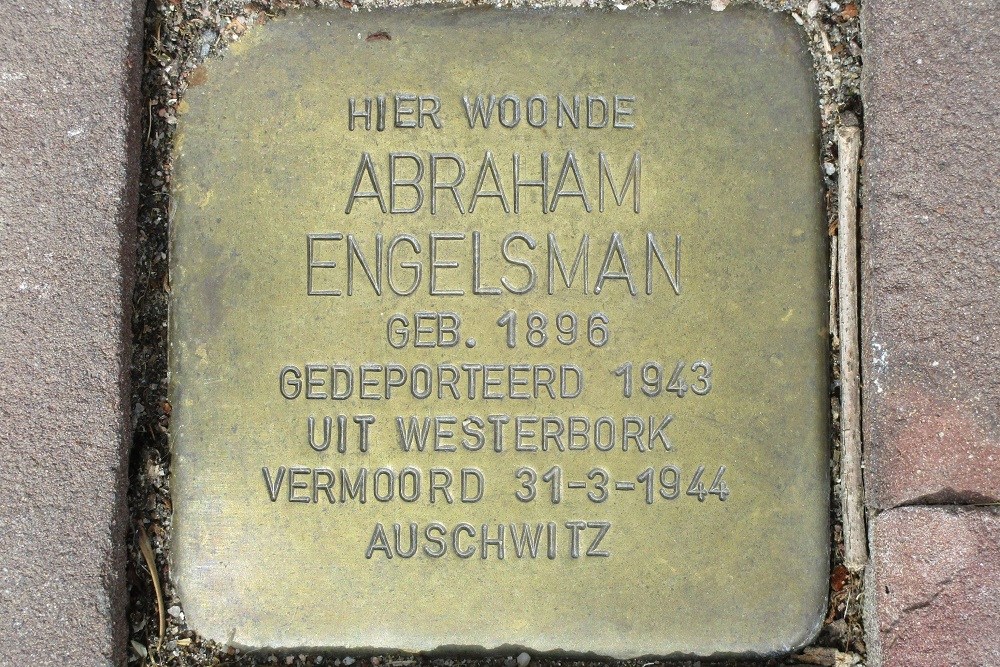 HIER WOONDE
ABRAHAM
ENGELSMAN
GEB. 1896
GEDEPORTEERD 1943
UIT WESTERBORK
VERMOORD 31-3-1944
AUSCHWITZ